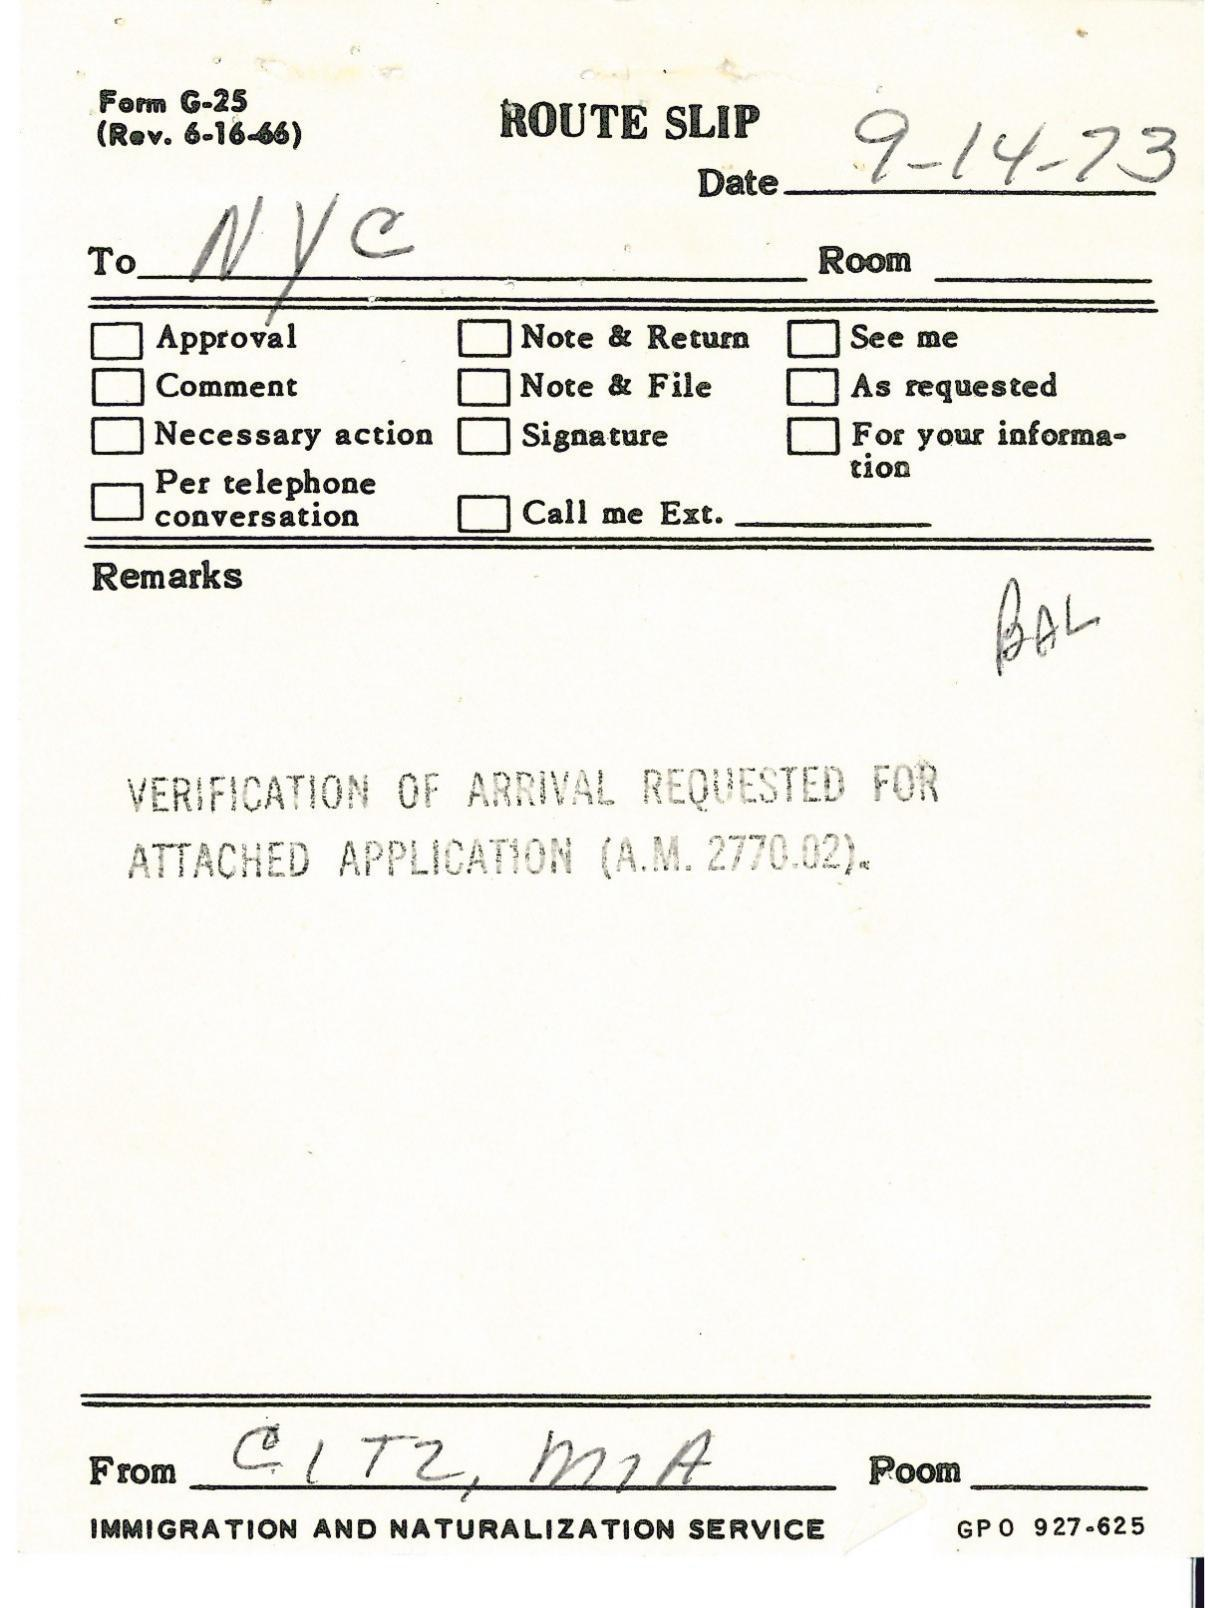 Form G-25
(Rev. 6-16-66)
ROUTE SLIP
Date 9-14-73
To NYC Room
Approval Note & Return See me
Comment Note & File As requested
Necessary action Signature For your informa-
tion
Per telephone
conversation Call me Ext.
Remarks
BAL
VERIFICATION OF ARRIVAL REQUESTED FOR
ATTACHED APPLICATION (A.M. 2770.02).
From CITZ, MIA Room
IMMIGRATION AND NATURALIZATION SERVICE GPO 927-625